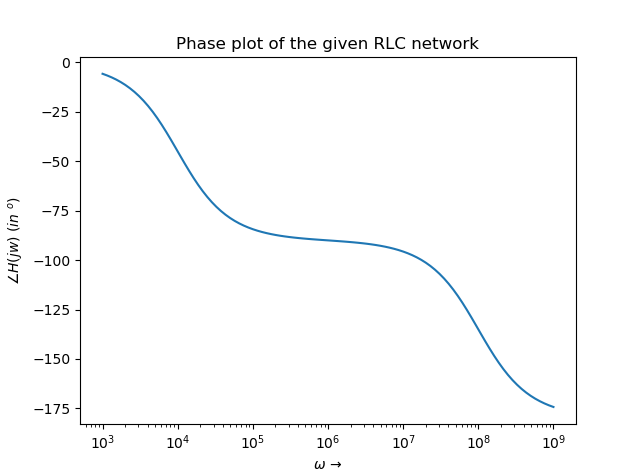 Phase plot of the given RLC network
∠H(jw) (in °)
0
−25
−50
−75
−100
−125
−150
−175
10³ 10⁴ 10⁵ 10⁶ 10⁷ 10⁸ 10⁹
ω →